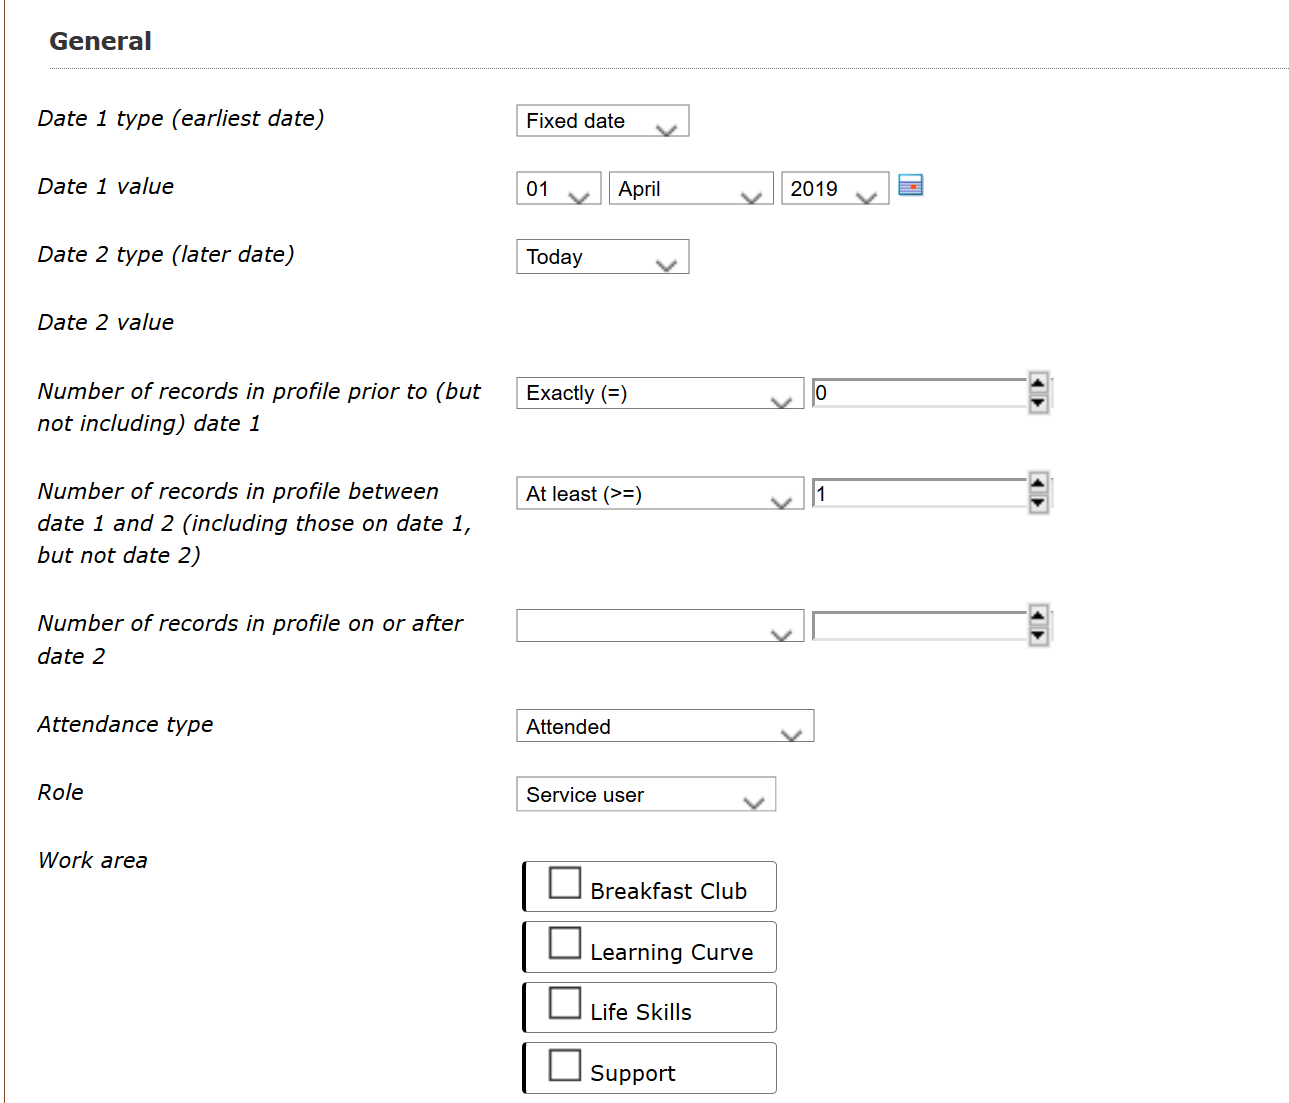 General
Date 1 type (earliest date) Fixed date
Date 1 value 01 April 2019
Date 2 type (later date) Today
Date 2 value
Number of records in profile prior to (but Exactly (=) 0
not including) date 1
Number of records in profile between At least (>=) 1
date 1 and 2 (including those on date 1,
but not date 2)
Number of records in profile on or after
date 2
Attendance type Attended
Role Service user
Work area
Breakfast Club
Learning Curve
Life Skills
Support